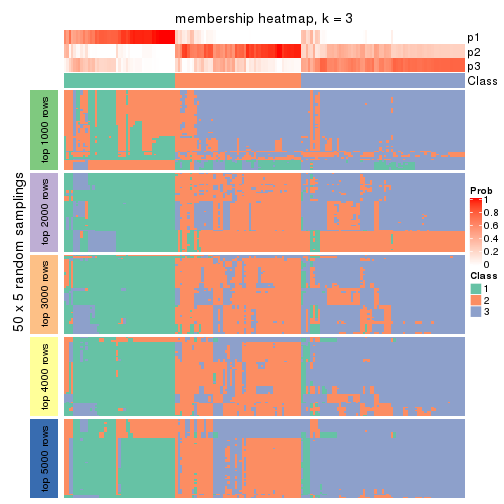 membership heatmap, k = 3
p1
p2
p3
Class
50 x 5 random samplings
top 1000 rows
top 2000 rows
top 3000 rows
top 4000 rows
top 5000 rows
Prob
1
0.8
0.6
0.4
0.2
0
Class
1
2
3